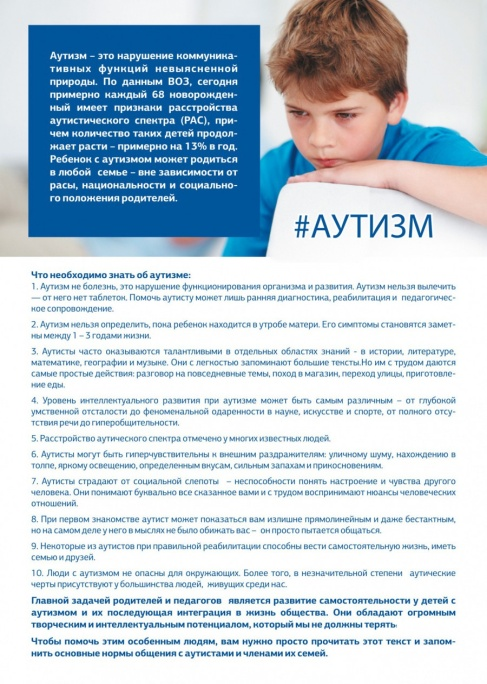 Аутизм – это нарушение коммуника-
тивных функций невыясненной
природы. По данным ВОЗ, сегодня
примерно каждый 68 новорожден-
ный имеет признаки расстройства
аутистического спектра (РАС), при-
чем количество таких детей продол-
жает расти – примерно на 13% в год.
Ребенок с аутизмом может родиться
в любой семье – вне зависимости от
расы, национальности и социально-
го положения родителей.
#АУТИЗМ
Что необходимо знать об аутизме:
1. Аутизм не болезнь, это нарушение функционирования организма и развития. Аутизм нельзя вылечить
— от него нет таблеток. Помочь аутисту может лишь ранняя диагностика, реабилитация и педагогичес-
кое сопровождение.
2. Аутизм нельзя определить, пока ребенок находится в утробе матери. Его симптомы становятся замет-
ны между 1 – 3 годами жизни.
3. Аутисты часто оказываются талантливыми в отдельных областях знаний - в истории, литературе,
математике, географии и музыке. Они с легкостью запоминают большие тексты.Но им с трудом даются
самые простые действия: разговор на повседневные темы, поход в магазин, переход улицы, приготовле-
ние еды.
4. Уровень интеллектуального развития при аутизме может быть самым различным – от глубокой
умственной отсталости до феноменальной одаренности в науке, искусстве и спорте, от полного отсу-
тствия речи до гиперобщительности.
5. Расстройство аутического спектра отмечено у многих известных людей.
6. Аутисты могут быть гиперчувствительны к внешним раздражителям: уличному шуму, нахождению в
толпе, яркому освещению, определенным вкусам, сильным запахам и прикосновениям.
7. Аутисты страдают от социальной слепоты – неспособности понять настроение и чувства другого
человека. Они понимают буквально все сказанное вами и с трудом воспринимают нюансы человеческих
отношений.
8. При первом знакомстве аутист может показаться вам излишне прямолинейным и даже бестактным,
но на самом деле у него в мыслях не было обижать вас – он просто пытается общаться.
9. Некоторые из аутистов при правильной реабилитации способны вести самостоятельную жизнь, иметь
семью и друзей.
10. Люди с аутизмом не опасны для окружающих. Более того, в незначительной степени аутические
черты присутствуют у большинства людей, живущих среди нас.
Главной задачей родителей и педагогов является развитие самостоятельности у детей с
аутизмом и их последующая интеграция в жизнь общества. Они обладают огромным
творческим и интеллектуальным потенциалом, который мы не должны терять.
Чтобы помочь этим особенным людям, вам нужно просто прочитать этот текст и запом-
нить основные нормы общения с аутистами и членами их семей.